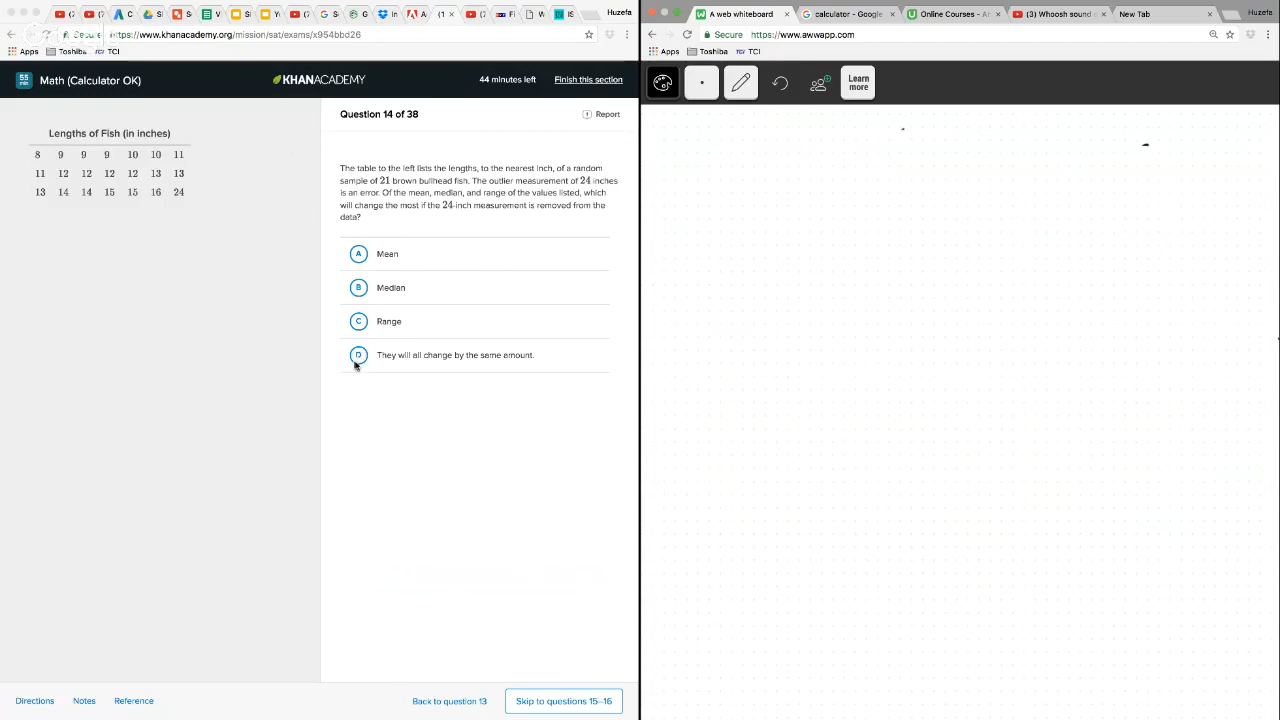 Huzefa
Secure https://www.khanacademy.org/mission/sat/exams/x954bbd26
Apps Toshiba TCI
55 min Math (Calculator OK) KHANACADEMY 44 minutes left Finish this section
Lengths of Fish (in inches)
8 9 9 9 10 10 11
11 12 12 12 12 13 13
13 14 14 15 15 16 24
Question 14 of 38 Report
The table to the left lists the lengths, to the nearest inch, of a random
sample of 21 brown bullhead fish. The outlier measurement of 24 inches
is an error. Of the mean, median, and range of the values listed, which
will change the most if the 24-inch measurement is removed from the
data?
A Mean
B Median
C Range
D They will all change by the same amount.
Directions Notes Reference Back to question 13 Skip to questions 15–16
A web whiteboard calculator - Google Online Courses - An (3) Whoosh sound e New Tab Huzefa
Secure https://www.awwapp.com
Apps Toshiba TCI TCI
Learn
more